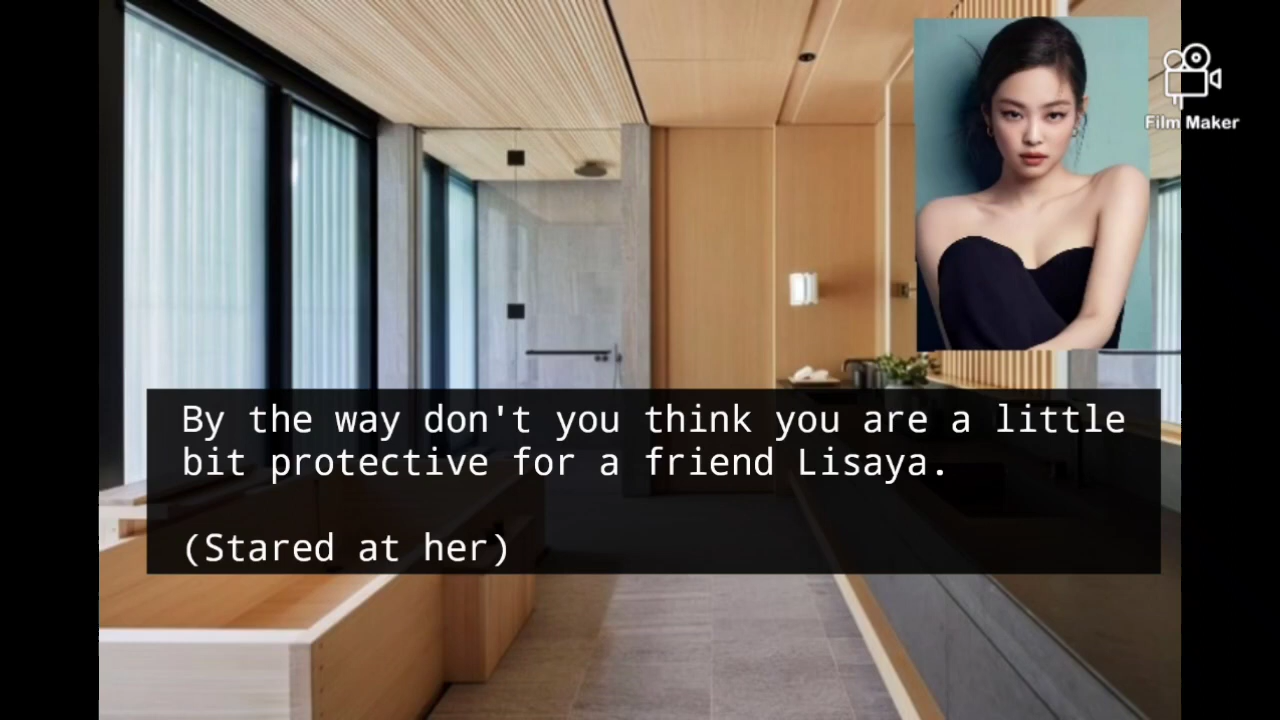 Film Maker
By the way don't you think you are a little
bit protective for a friend Lisaya.
(Stared at her)